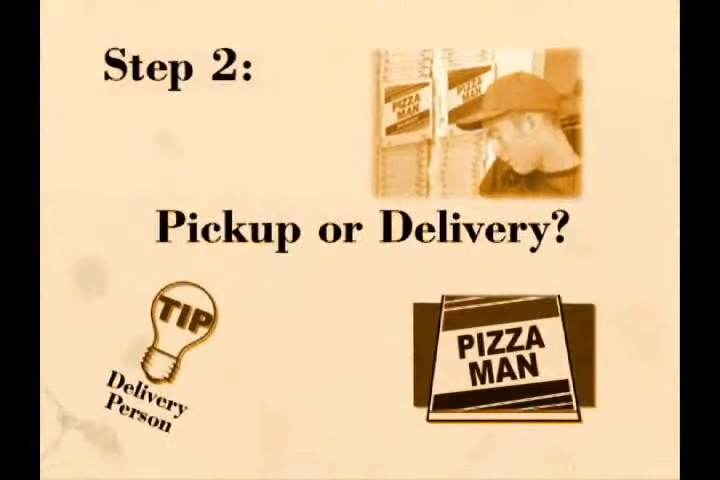 Step 2:
PIZZA
MAN
PIZZA
MAN
Pickup or Delivery?
TIP
Delivery
Person
PIZZA
MAN